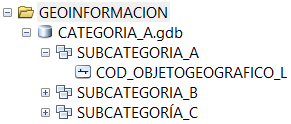 GEOINFORMACION
CATEGORIA_A.gdb
SUBCATEGORIA_A
COD_OBJETOGEOGRAFICO_L
SUBCATEGORIA_B
SUBCATEGORÍA_C